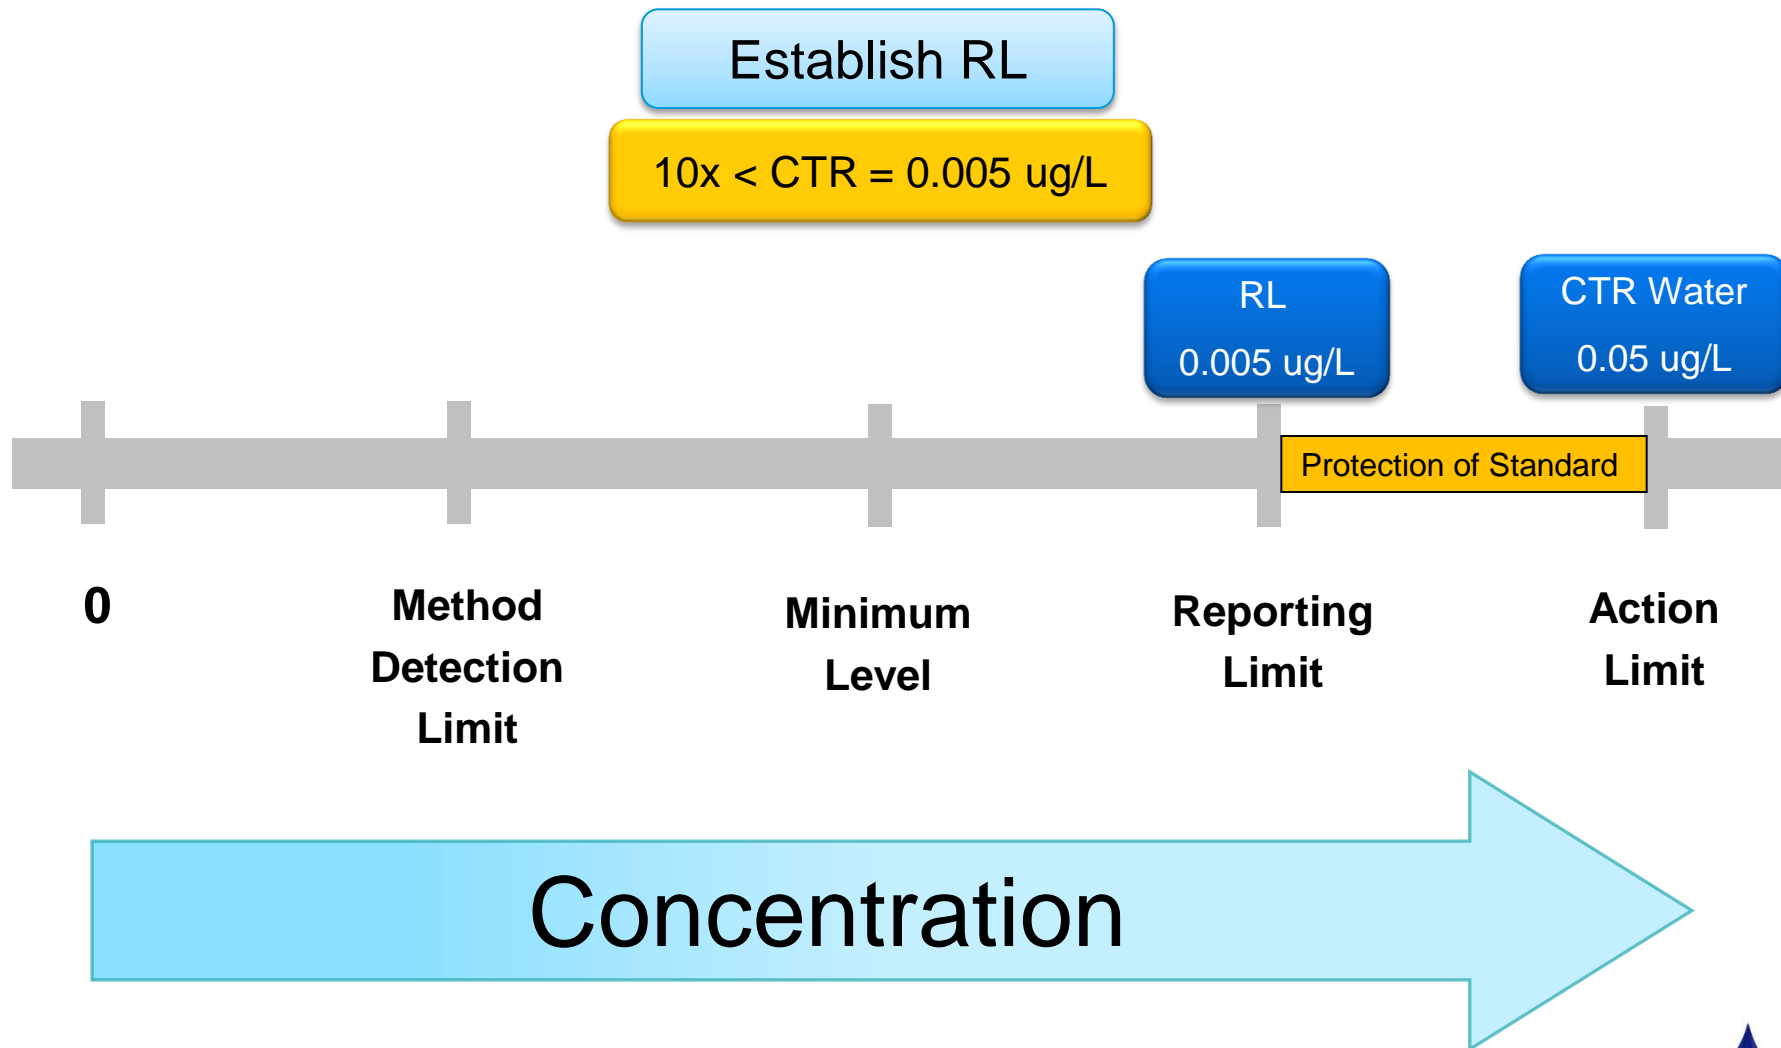 Establish RL
10x < CTR = 0.005 ug/L
RL
0.005 ug/L
CTR Water
0.05 ug/L
Protection of Standard
0
Method
Detection
Limit
Minimum
Level
Reporting
Limit
Action
Limit
Concentration